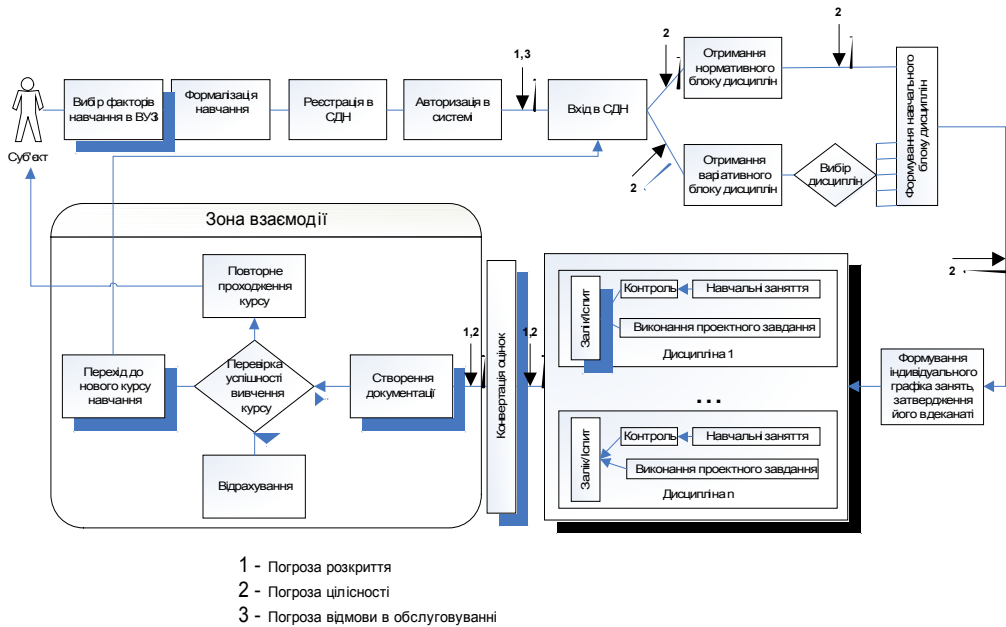 2
2
1,3
Отримання
нормативного
блоку дисциплін
Вибір факторів
навчання в ВУЗі
Формалізація
навчання
Реєстрація в
СДН
Авторизація в
системі
Вхід в СДН
Формування навчального
блоку дисциплін
Суб'єкт
2
Отримання
варіативного
блоку дисциплін
Вибір
дисциплін
Зона взаємодії
2
Повторне
проходження
курсу
Залік/Іспит
Контроль
Навчальні заняття
Виконання проектного завдання
Дисципліна 1
1,2
1,2
Конвертація оцінок
Перехід до
нового курсу
навчання
Перевірка
успішності
вивчення
курсу
Створення
документації
Формування
індивідуального
графіка занять,
затвердження
його в деканаті
...
Залік/Іспит
Контроль
Навчальні заняття
Виконання проектного завдання
Дисципліна n
Відрахування
1 - Погроза розкриття
2 - Погроза цілісності
3 - Погроза відмови в обслуговуванні